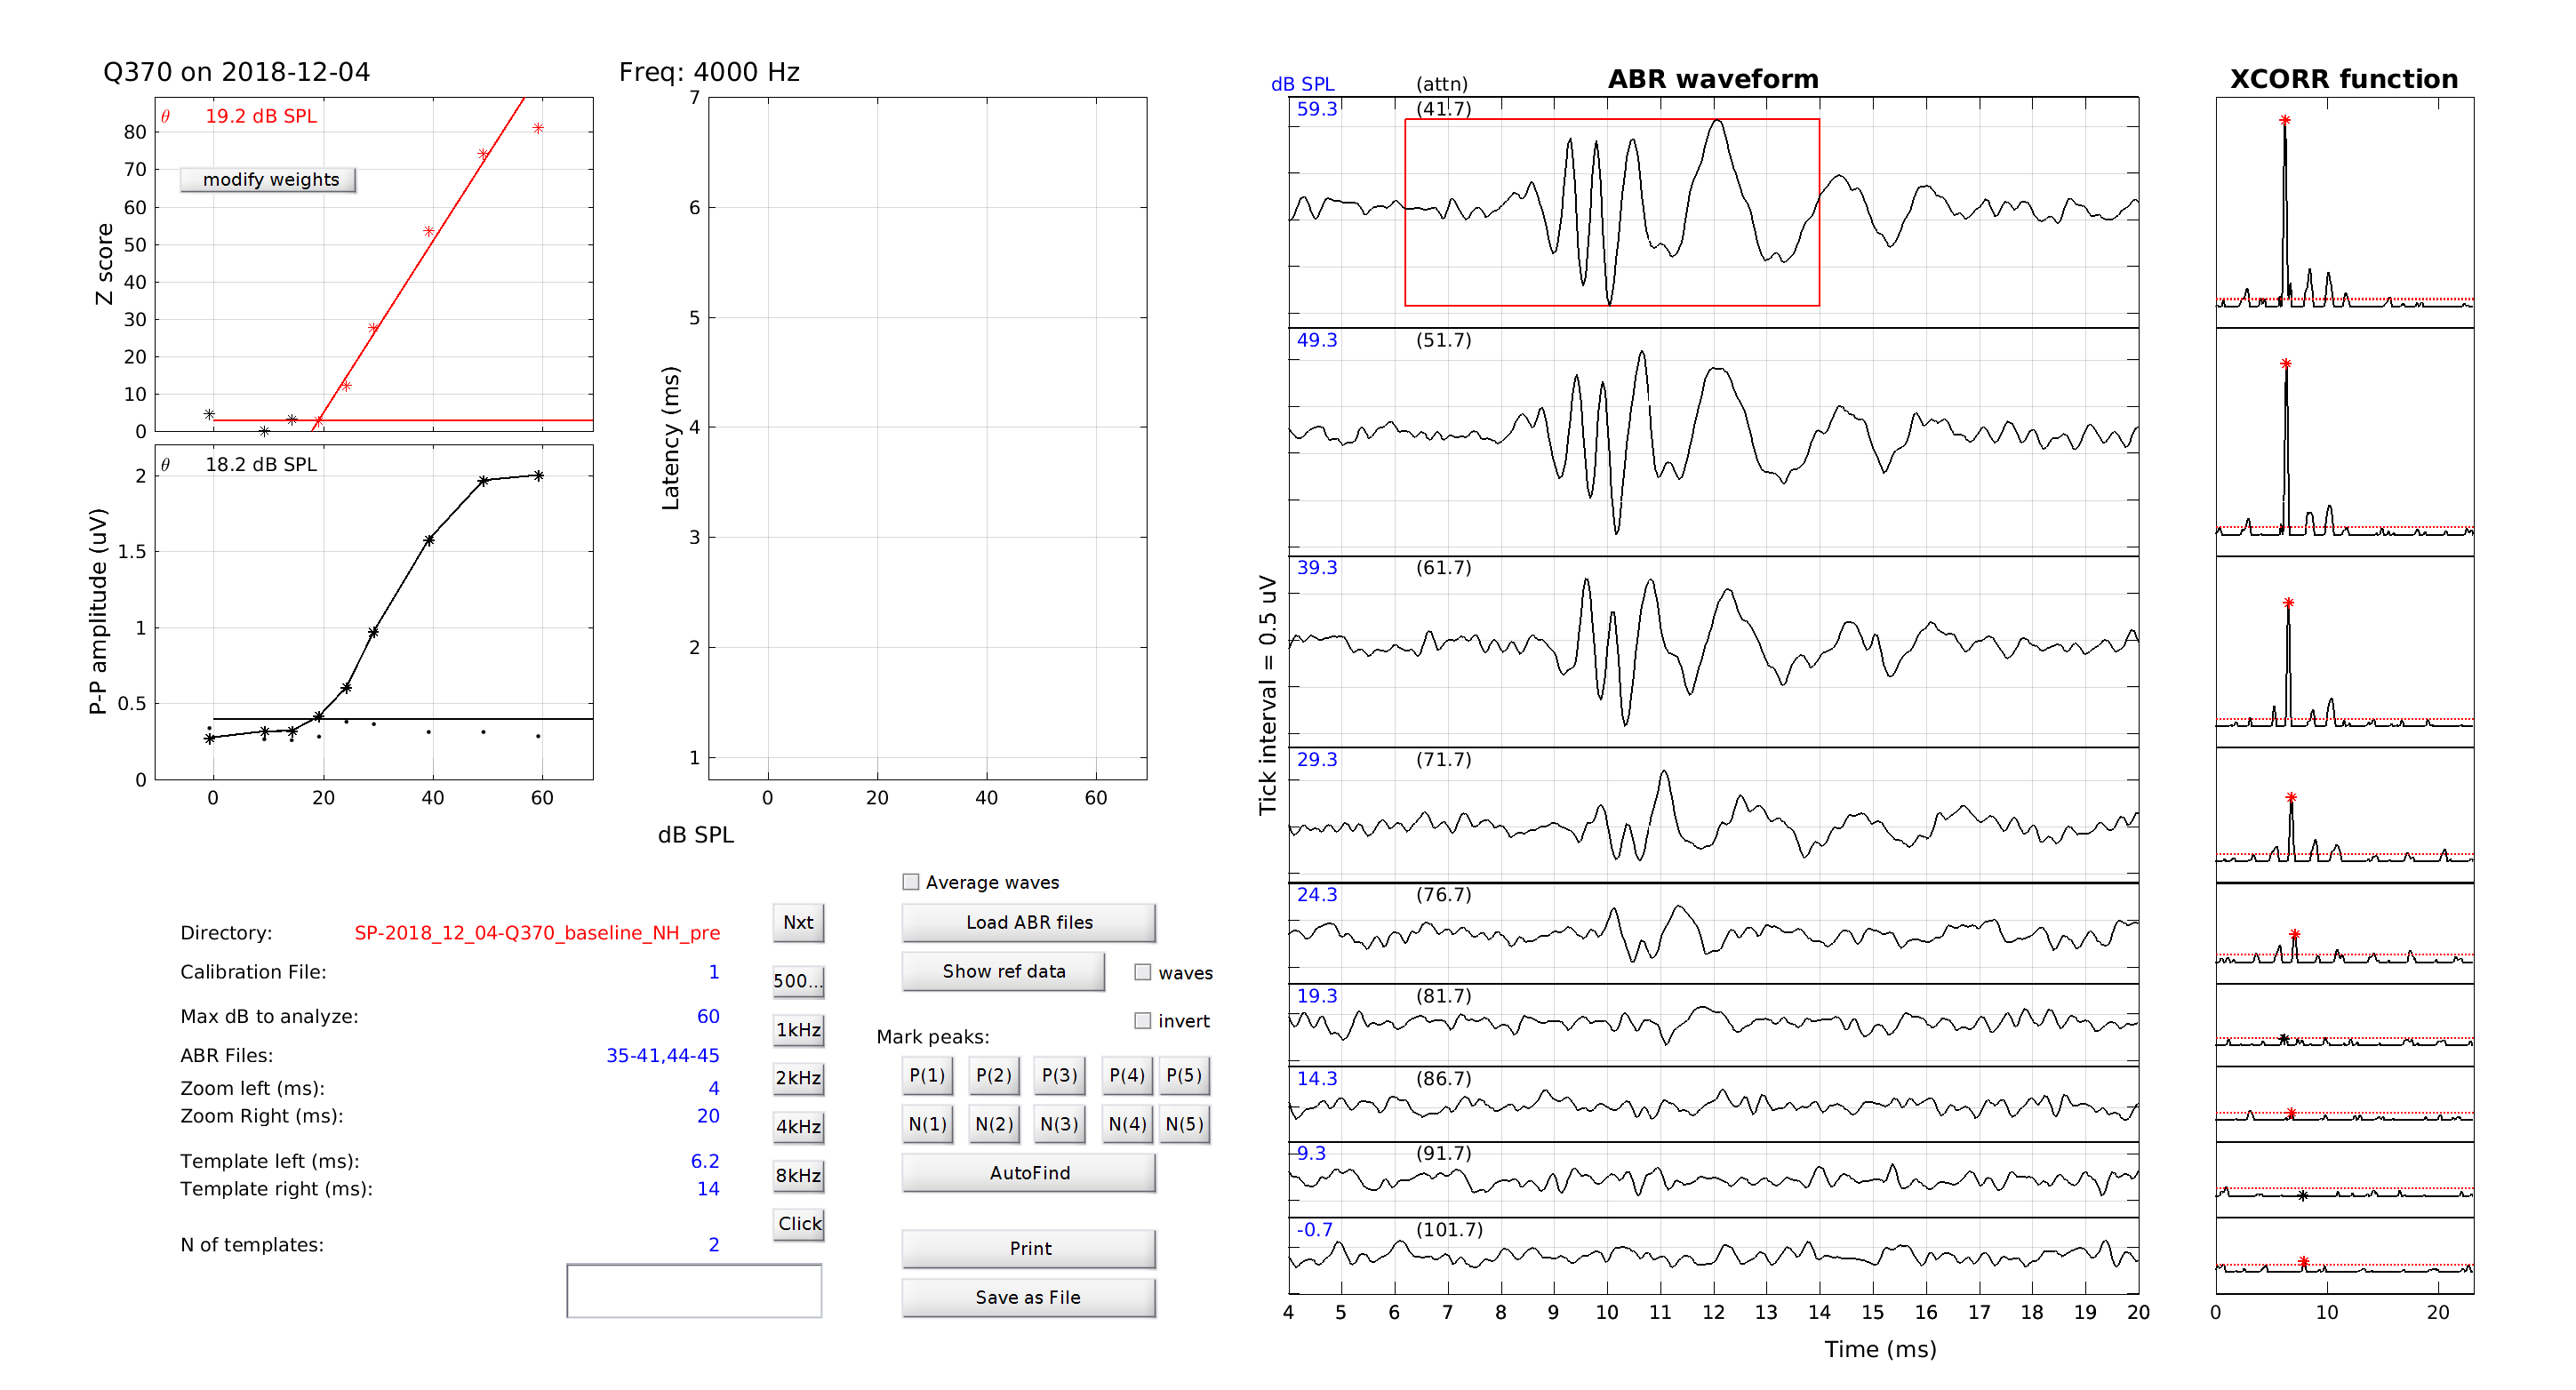 Q370 on 2018-12-04
Freq: 4000 Hz
θ 19.2 dB SPL
modify weights
Z score
80
70
60
50
40
30
20
10
0
θ 18.2 dB SPL
P-P amplitude (uV)
2
1.5
1
0.5
0
0 20 40 60
Latency (ms)
7
6
5
4
3
2
1
0 20 40 60
dB SPL
Directory: SP-2018_12_04-Q370_baseline_NH_pre
Calibration File: 1
Max dB to analyze: 60
ABR Files: 35-41,44-45
Zoom left (ms): 4
Zoom Right (ms): 20
Template left (ms): 6.2
Template right (ms): 14
N of templates: 2
Nxt
500...
1kHz
2kHz
4kHz
8kHz
Click
Average waves
Load ABR files
Show ref data
waves
invert
Mark peaks:
P(1) P(2) P(3) P(4) P(5)
N(1) N(2) N(3) N(4) N(5)
AutoFind
Print
Save as File
dB SPL (attn) ABR waveform
59.3 (41.7)
49.3 (51.7)
39.3 (61.7)
29.3 (71.7)
24.3 (76.7)
19.3 (81.7)
14.3 (86.7)
9.3 (91.7)
-0.7 (101.7)
Tick interval = 0.5 uV
4 5 6 7 8 9 10 11 12 13 14 15 16 17 18 19 20
Time (ms)
XCORR function
0 10 20